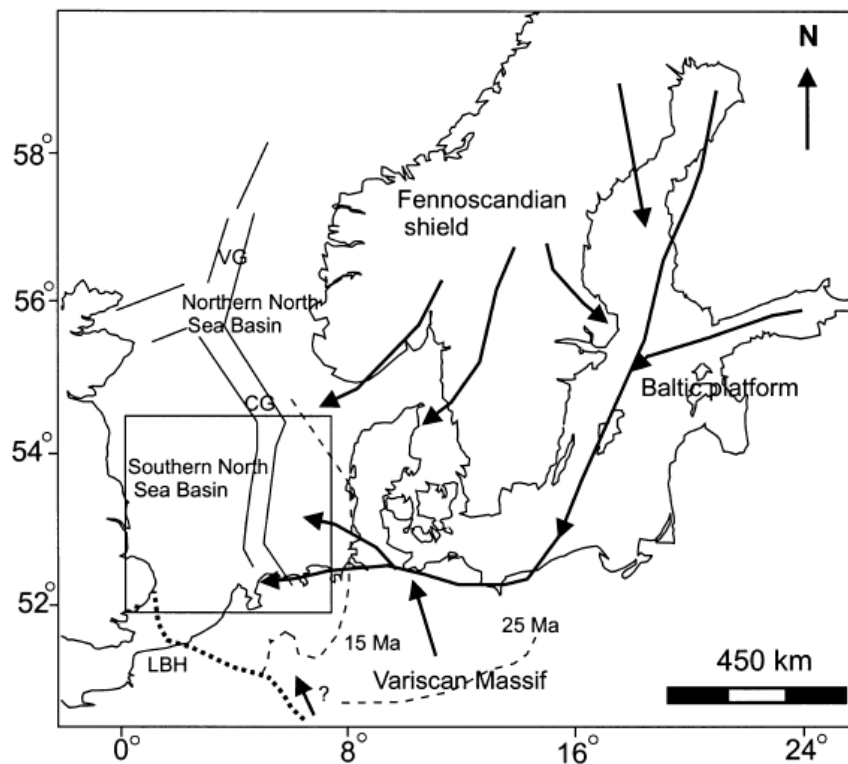 N
58°
Fennoscandian
shield
VG
56°
Northern North
Sea Basin
Baltic platform
CG
54°
Southern North
Sea Basin
52°
15 Ma
25 Ma
LBH
Variscan Massif
?
450 km
0°
8°
16°
24°